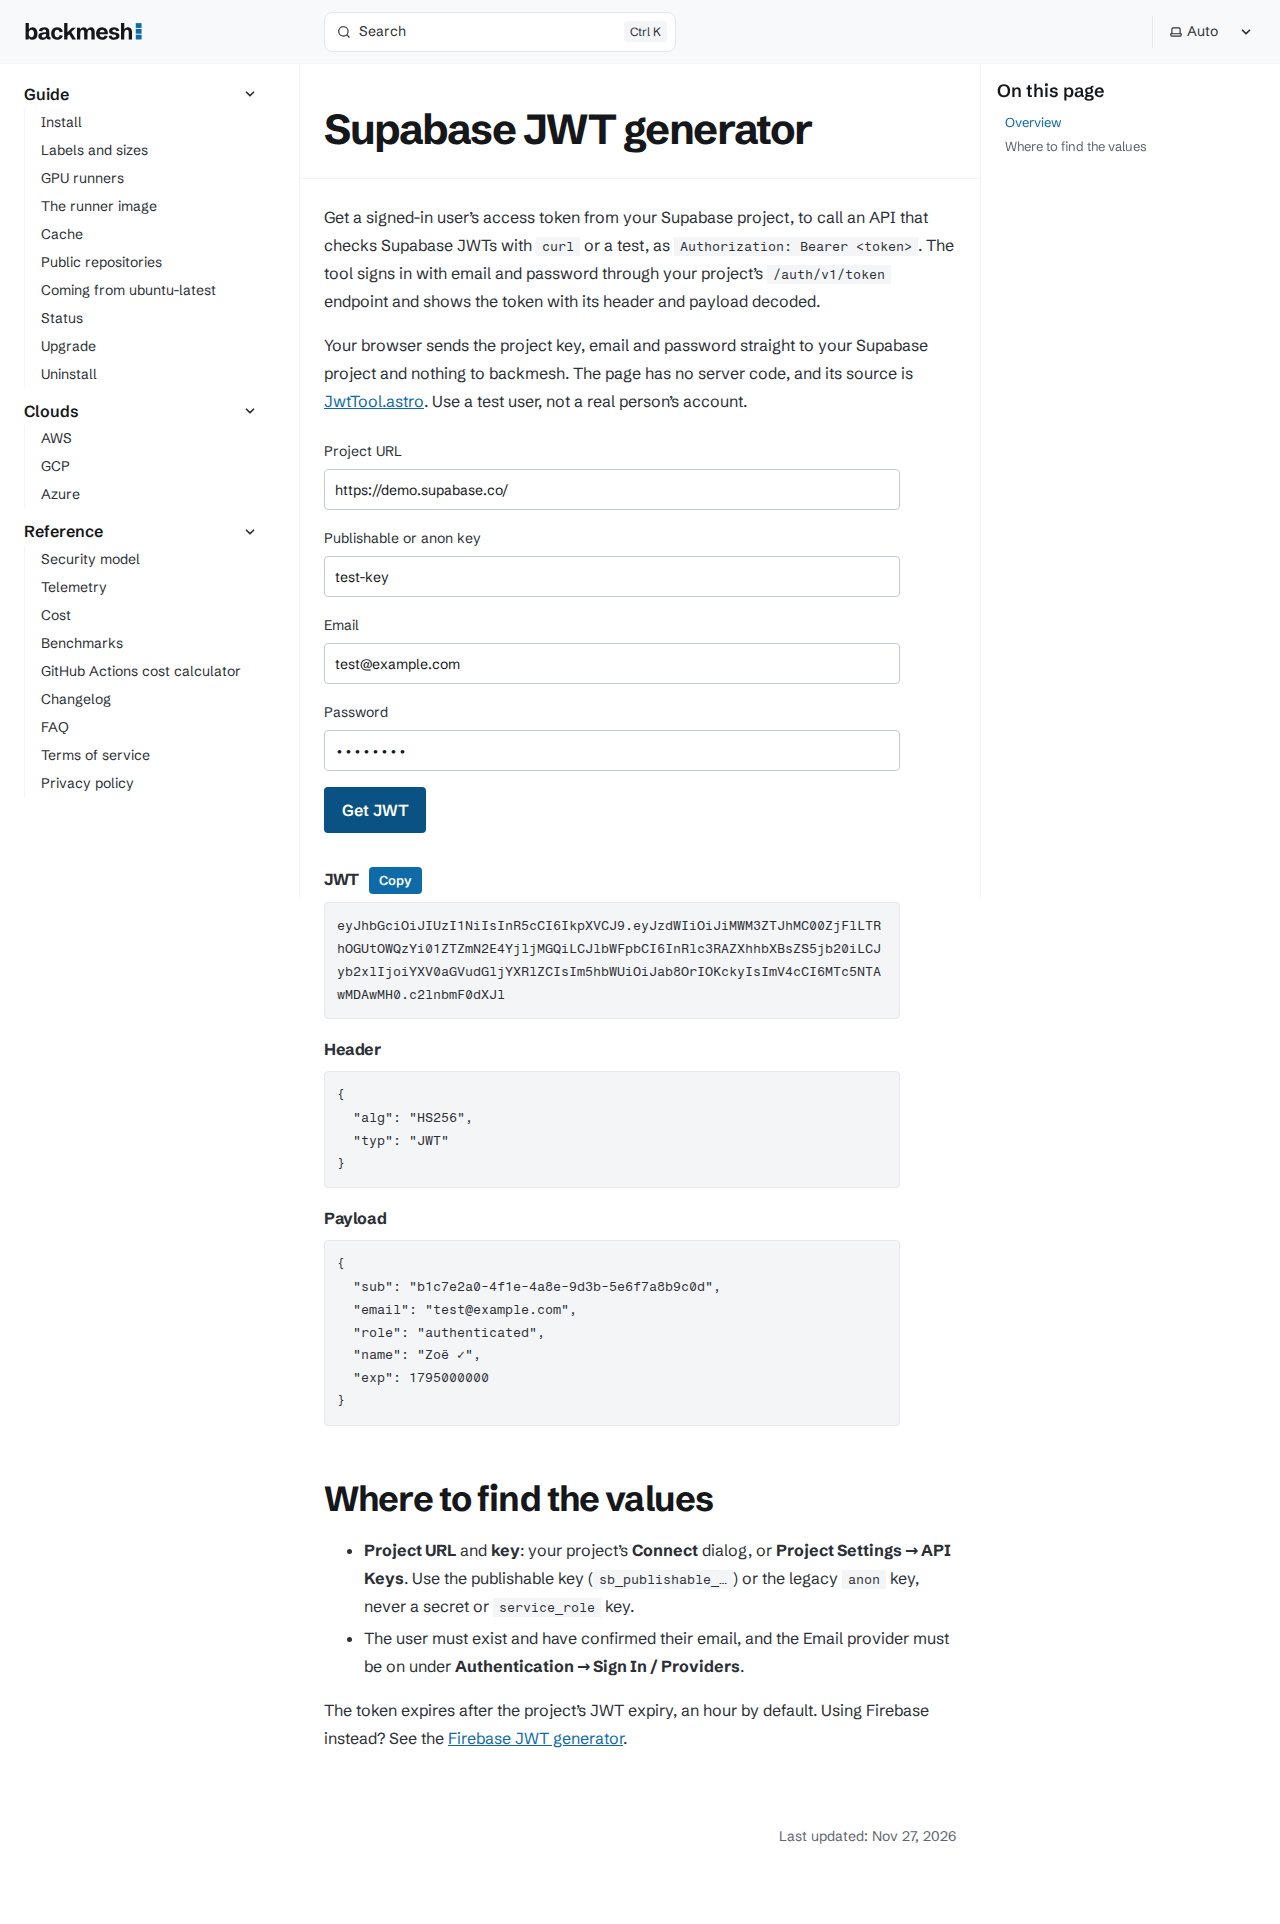 backmesh
Search
Ctrl K
Auto
Guide
Install
Labels and sizes
GPU runners
The runner image
Cache
Public repositories
Coming from ubuntu-latest
Status
Upgrade
Uninstall
Clouds
AWS
GCP
Azure
Reference
Security model
Telemetry
Cost
Benchmarks
GitHub Actions cost calculator
Changelog
FAQ
Terms of service
Privacy policy
Supabase JWT generator
Get a signed-in user’s access token from your Supabase project, to call an API that
checks Supabase JWTs with curl or a test, as Authorization: Bearer <token>. The
tool signs in with email and password through your project’s /auth/v1/token
endpoint and shows the token with its header and payload decoded.
Your browser sends the project key, email and password straight to your Supabase
project and nothing to backmesh. The page has no server code, and its source is
JwtTool.astro. Use a test user, not a real person’s account.
Project URL
https://demo.supabase.co/
Publishable or anon key
test-key
Email
test@example.com
Password
••••••••
Get JWT
JWT
Copy
eyJhbGciOiJIUzI1NiIsInR5cCI6IkpXVCJ9.eyJzdWIiOiJiMWM3ZTJhMC00ZjFlLTR
hOGUtOWQzYi01ZTZmN2E4YjljMGQiLCJlbWFpbCI6InRlc3RAZXhhbXBsZS5jb20iLCJ
yb2xlIjoiYXV0aGVudGljYXRlZCIsIm5hbWUiOiJab8OrIOKckyIsImV4cCI6MTc5NTA
wMDAwMH0.c2lnbmF0dXJl
Header
{
  "alg": "HS256",
  "typ": "JWT"
}
Payload
{
  "sub": "b1c7e2a0-4f1e-4a8e-9d3b-5e6f7a8b9c0d",
  "email": "test@example.com",
  "role": "authenticated",
  "name": "Zoë ✓",
  "exp": 1795000000
}
Where to find the values
• Project URL and key: your project’s Connect dialog, or Project Settings → API
Keys. Use the publishable key (sb_publishable_…) or the legacy anon key,
never a secret or service_role key.
• The user must exist and have confirmed their email, and the Email provider must
be on under Authentication → Sign In / Providers.
The token expires after the project’s JWT expiry, an hour by default. Using Firebase
instead? See the Firebase JWT generator.
Last updated: Nov 27, 2026
On this page
Overview
Where to find the values